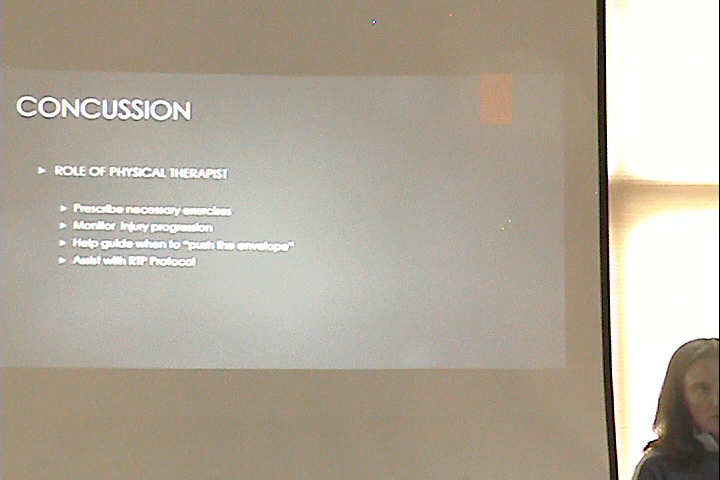 CONCUSSION
ROLE OF PHYSICAL THERAPIST
Prescribe necessary exercises
Monitor injury progression
Help guide when to "push the envelope"
Assist with RTP Protocol